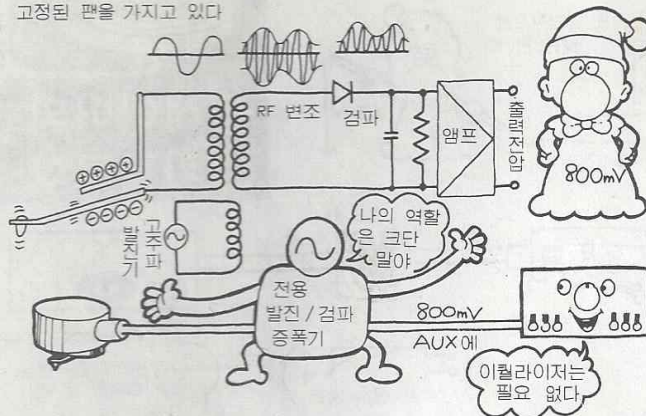 고정된 팬을 가지고 있다
RF 변조
검파
앰프
출력전압
800mV
고주파
발진기
나의 역할
은 크단
말야
전용
발진/검파
증폭기
800mV
AUX에
이퀄라이저는
필요 없다